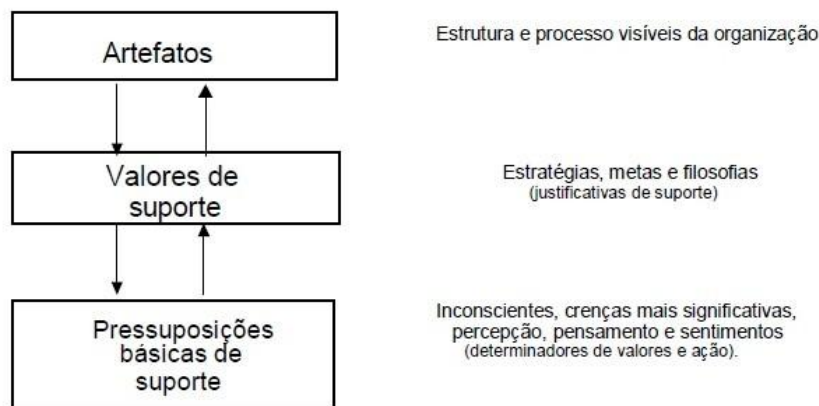 Artefatos
Estrutura e processo visíveis da organização
Valores de
suporte
Estratégias, metas e filosofias
(justificativas de suporte)
Pressuposições
básicas de
suporte
Inconscientes, crenças mais significativas,
percepção, pensamento e sentimentos
(determinadores de valores e ação).